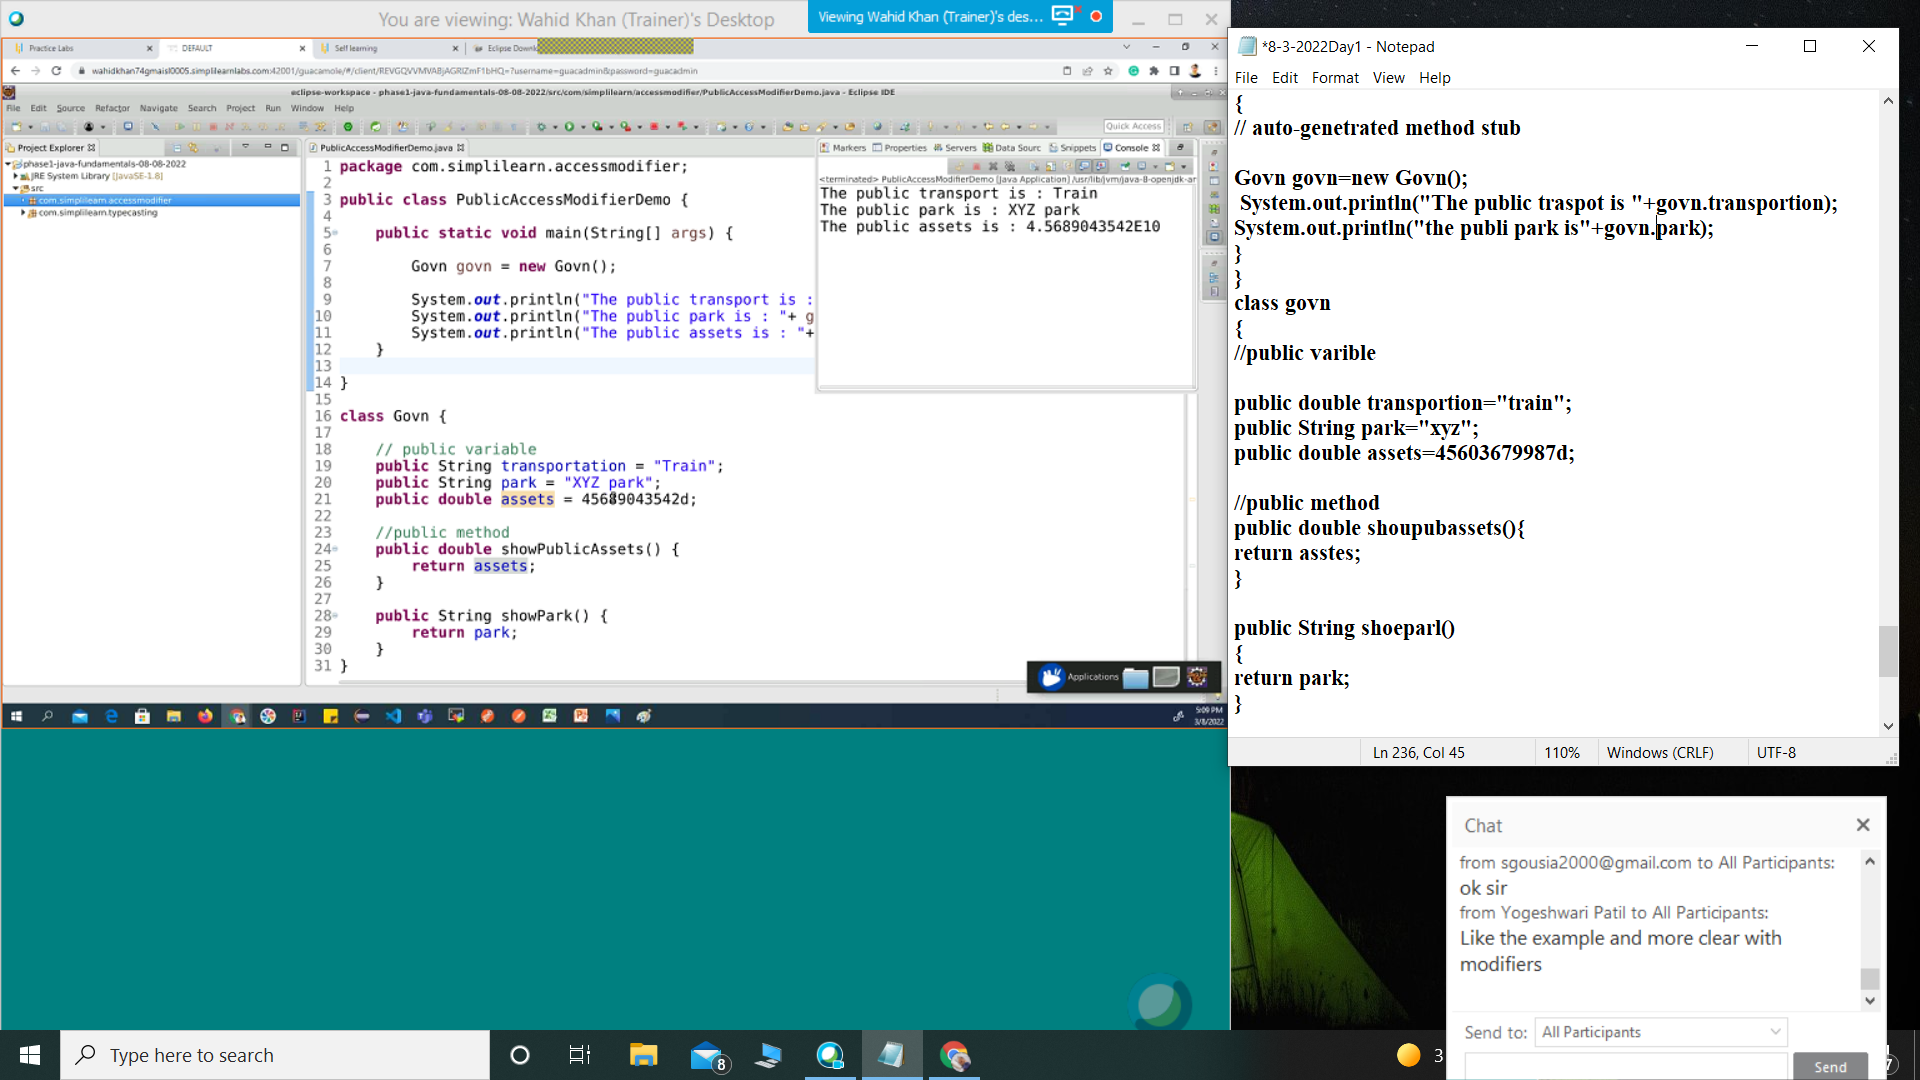 You are viewing: Wahid Khan (Trainer)'s Desktop
Viewing Wahid Khan (Trainer)'s des...
Practice Labs
DEFAULT
Self learning
Eclipse Downl
wahidkhan74gmaisl0005.simplilearnlabs.com:42001/guacamole/#/client/REVGQVVMVABjAGRlZmF1bHQ=?username=guacadmin&password=guacadmin
eclipse-workspace - phase1-java-fundamentals-08-08-2022/src/com/simplilearn/accessmodifier/PublicAccessModifierDemo.java - Eclipse IDE
File Edit Source Refactor Navigate Search Project Run Window Help
Quick Access
Project Explorer
phase1-java-fundamentals-08-08-2022
JRE System Library [JavaSE-1.8]
src
com.simplilearn.accessmodifier
com.simplilearn.typecasting
PublicAccessModifierDemo.java
1 package com.simplilearn.accessmodifier;
2
3 public class PublicAccessModifierDemo {
4
5 public static void main(String[] args) {
6
7 Govn govn = new Govn();
8
9 System.out.println("The public transport is :
10 System.out.println("The public park is : "+ g
11 System.out.println("The public assets is : "+
12 }
13
14 }
15
16 class Govn {
17
18 // public variable
19 public String transportation = "Train";
20 public String park = "XYZ park";
21 public double assets = 45689043542d;
22
23 //public method
24 public double showPublicAssets() {
25 return assets;
26 }
27
28 public String showPark() {
29 return park;
30 }
31 }
Markers Properties Servers Data Sourc Snippets Console
<terminated> PublicAccessModifierDemo [Java Application] /usr/lib/jvm/java-8-openjdk-ar
The public transport is : Train
The public park is : XYZ park
The public assets is : 4.5689043542E10
Applications
5:09 PM
3/8/2022
*8-3-2022Day1 - Notepad
File Edit Format View Help
{
// auto-genetrated method stub
Govn govn=new Govn();
System.out.println("The public traspot is "+govn.transportion);
System.out.println("the publi park is"+govn.park);
}
}
class govn
{
//public varible
public double transportion="train";
public String park="xyz";
public double assets=45603679987d;
//public method
public double shoupubassets(){
return asstes;
}
public String shoeparl()
{
return park;
}
Ln 236, Col 45
110%
Windows (CRLF)
UTF-8
Chat
from sgousia2000@gmail.com to All Participants:
ok sir
from Yogeshwari Patil to All Participants:
Like the example and more clear with
modifiers
Send to: All Participants
Send
Type here to search
8
3
7